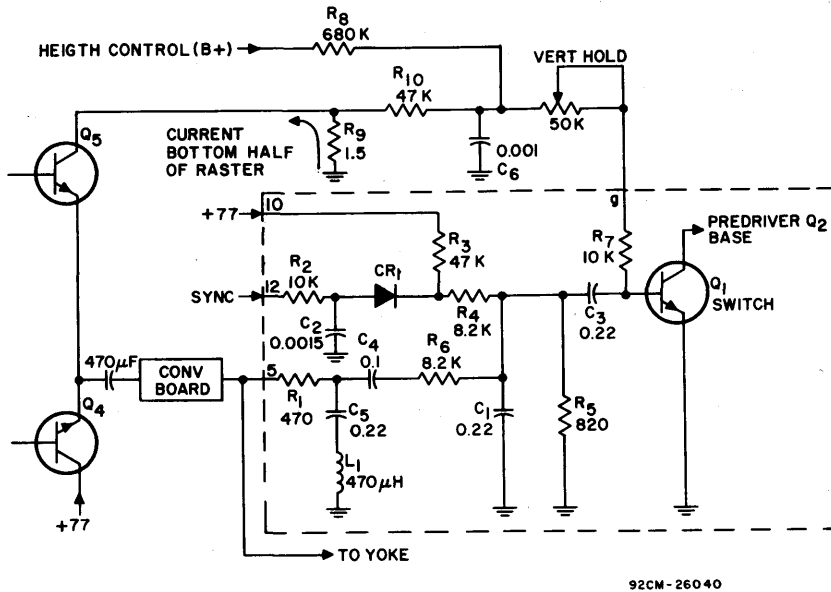 R8
680K
HEIGTH CONTROL (B+)
VERT HOLD
R10
47K
50K
Q5
CURRENT
BOTTOM HALF
OF RASTER
R9
1.5
0.001
C6
+77
10
9
R3
47K
R7
10K
PREDRIVER Q2
BASE
SYNC
12
R2
10K
CR1
R4
8.2K
C3
0.22
Q1
SWITCH
C2
0.0015
C4
0.1
R6
8.2K
470μF
CONV
BOARD
5
R1
470
C5
0.22
C1
0.22
R5
820
Q4
L1
470μH
+77
TO YOKE
92CM-26040